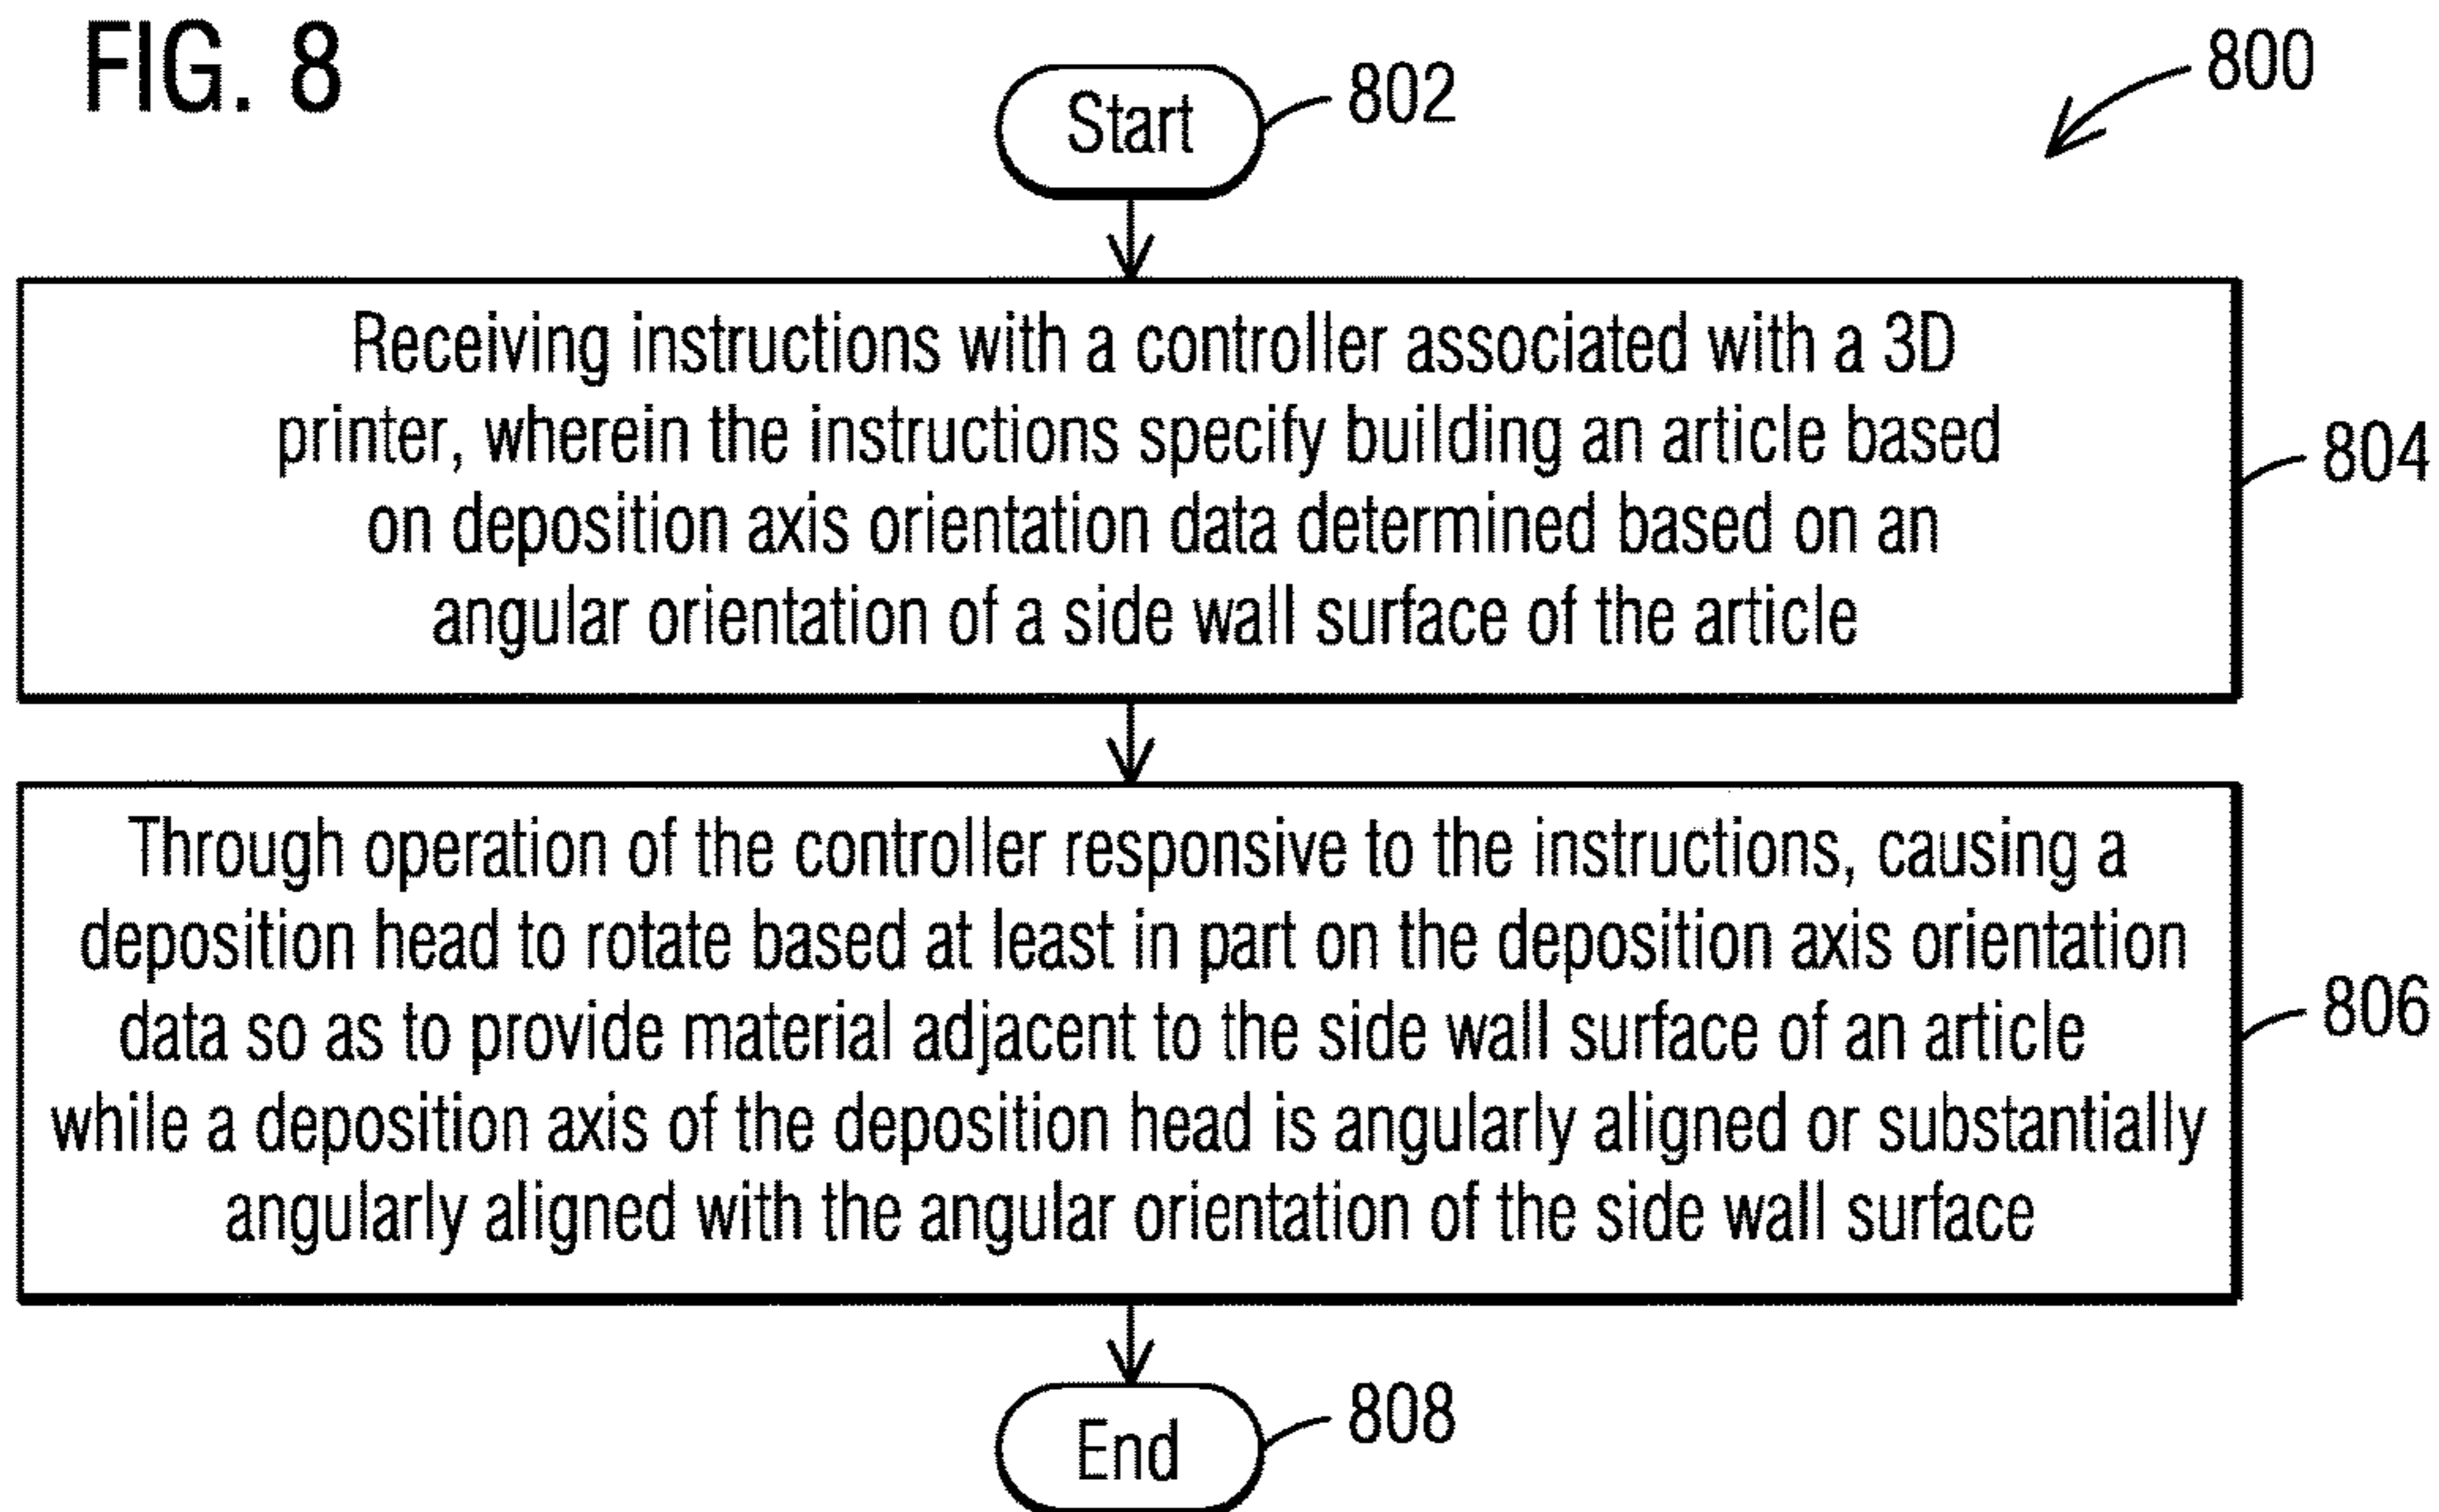 FIG. 8
800
Start
802
Receiving instructions with a controller associated with a 3D
printer, wherein the instructions specify building an article based
on deposition axis orientation data determined based on an
angular orientation of a side wall surface of the article
804
Through operation of the controller responsive to the instructions, causing a
deposition head to rotate based at least in part on the deposition axis orientation
data so as to provide material adjacent to the side wall surface of an article
while a deposition axis of the deposition head is angularly aligned or substantially
angularly aligned with the angular orientation of the side wall surface
806
End
808